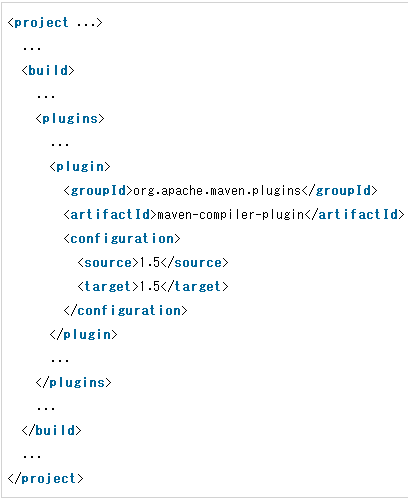 <project ...>
...
<build>
...
<plugins>
...
<plugin>
<groupId>org.apache.maven.plugins</groupId>
<artifactId>maven-compiler-plugin</artifactId>
<configuration>
<source>1.5</source>
<target>1.5</target>
</configuration>
</plugin>
...
</plugins>
...
</build>
...
</project>